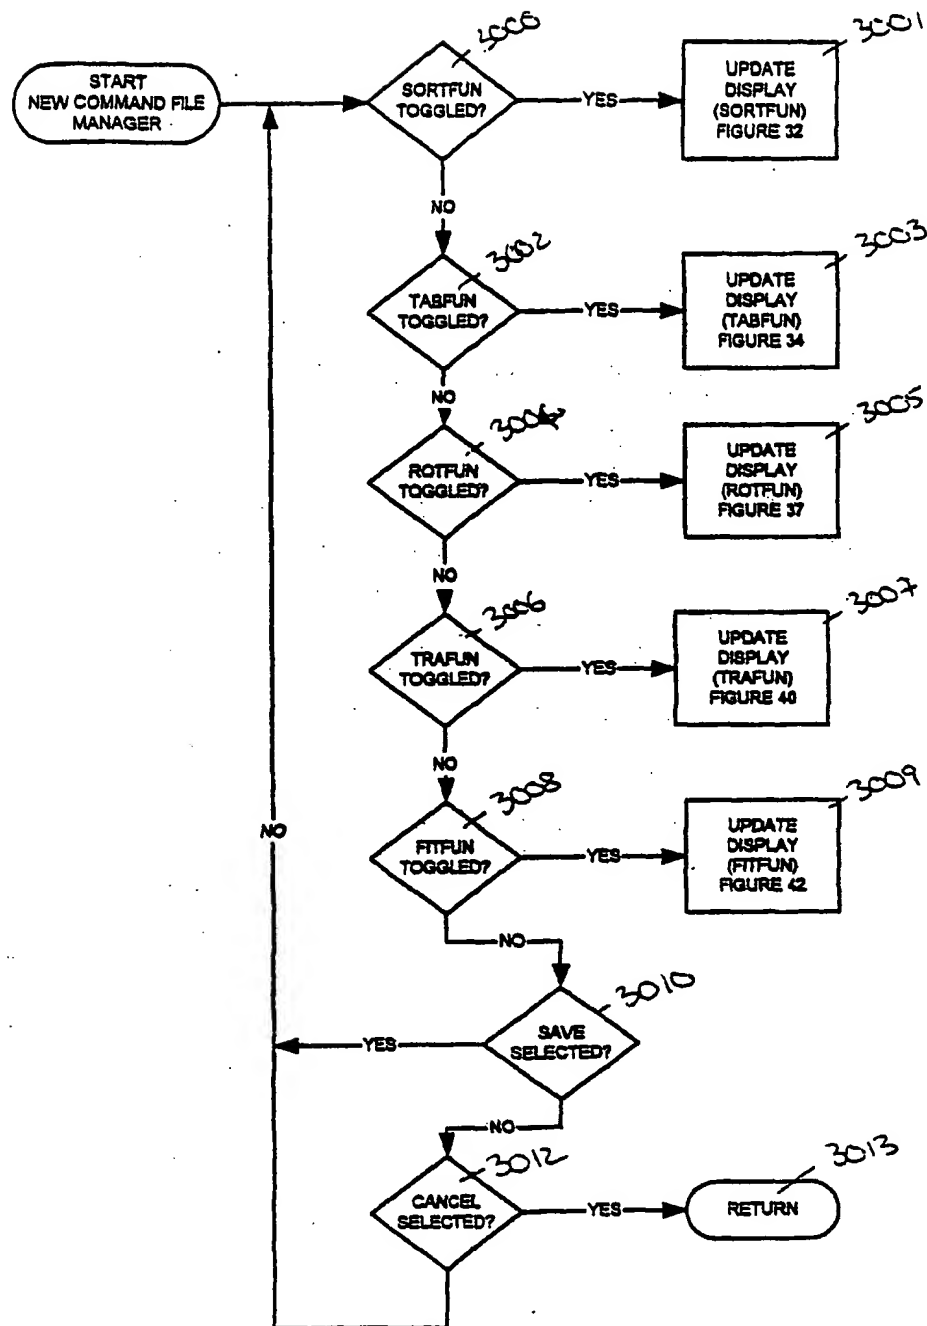 START
NEW COMMAND FILE
MANAGER
3000
SORTFUN
TOGGLED?
YES
3001
UPDATE
DISPLAY
(SORTFUN)
FIGURE 32
NO
3002
TABFUN
TOGGLED?
YES
3003
UPDATE
DISPLAY
(TABFUN)
FIGURE 34
NO
3004
ROTFUN
TOGGLED?
YES
3005
UPDATE
DISPLAY
(ROTFUN)
FIGURE 37
NO
3006
TRAFUN
TOGGLED?
YES
3007
UPDATE
DISPLAY
(TRAFUN)
FIGURE 40
NO
3008
FITFUN
TOGGLED?
YES
3009
UPDATE
DISPLAY
(FITFUN)
FIGURE 42
NO
NO
3010
SAVE
SELECTED?
YES
NO
3012
CANCEL
SELECTED?
YES
3013
RETURN